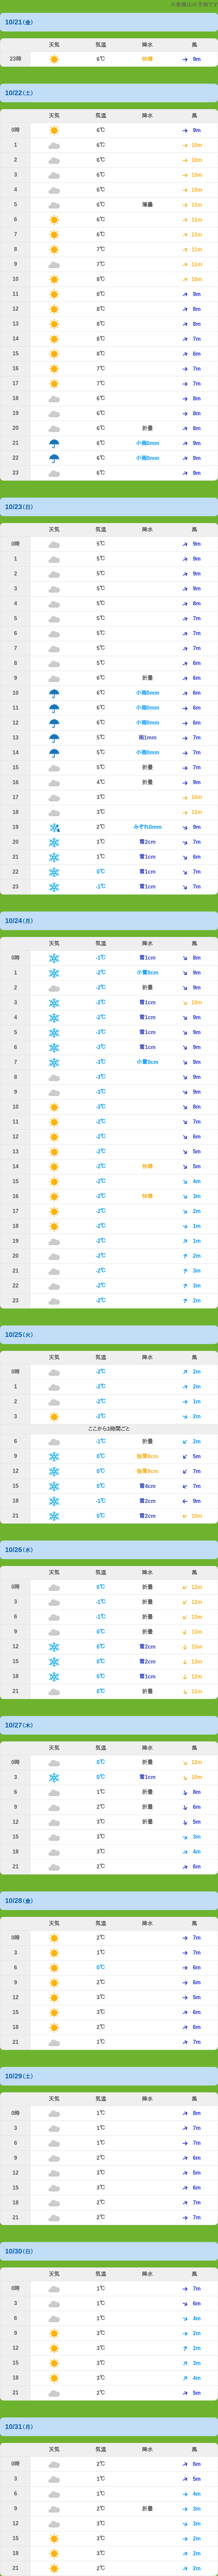 の予報です
10/21(金)
天気 気温 降水 風
23時 6℃ 快晴 9m
10/22(土)
天気 気温 降水 風
0時 6℃ 9m
1 6℃ 10m
2 6℃ 10m
3 6℃ 10m
4 6℃ 10m
5 6℃ 薄曇 11m
6 6℃ 11m
7 6℃ 11m
8 7℃ 11m
9 7℃ 11m
10 8℃ 10m
11 8℃ 9m
12 8℃ 8m
13 8℃ 8m
14 8℃ 7m
15 8℃ 6m
16 7℃ 7m
17 7℃ 7m
18 6℃ 8m
19 6℃ 8m
20 6℃ 折曇 8m
21 6℃ 小雨0mm 9m
22 6℃ 小雨0mm 9m
23 6℃ 9m
10/23(日)
天気 気温 降水 風
0時 5℃ 9m
1 5℃ 9m
2 5℃ 9m
3 5℃ 9m
4 5℃ 8m
5 5℃ 7m
6 5℃ 7m
7 5℃ 7m
8 5℃ 6m
9 6℃ 折曇 6m
10 6℃ 小雨0mm 6m
11 6℃ 小雨0mm 6m
12 6℃ 小雨0mm 6m
13 5℃ 雨1mm 7m
14 5℃ 小雨0mm 7m
15 5℃ 折曇 7m
16 4℃ 折曇 9m
17 3℃ 10m
18 3℃ 11m
19 2℃ みぞれ0mm 9m
20 1℃ 雪2cm 7m
21 1℃ 雪1cm 6m
22 0℃ 雪1cm 7m
23 -1℃ 雪1cm 7m
10/24(月)
天気 気温 降水 風
0時 -1℃ 雪1cm 8m
1 -2℃ 小雪0cm 9m
2 -2℃ 折曇 9m
3 -2℃ 雪1cm 10m
4 -2℃ 雪1cm 9m
5 -3℃ 雪1cm 9m
6 -3℃ 雪1cm 9m
7 -3℃ 小雪0cm 9m
8 -3℃ 9m
9 -3℃ 9m
10 -3℃ 8m
11 -2℃ 7m
12 -2℃ 6m
13 -2℃ 5m
14 -2℃ 快晴 5m
15 -2℃ 4m
16 -2℃ 快晴 3m
17 -2℃ 2m
18 -2℃ 1m
19 -2℃ 1m
20 -2℃ 2m
21 -2℃ 3m
22 -2℃ 3m
23 -2℃ 2m
10/25(火)
天気 気温 降水 風
0時 -2℃ 2m
1 -2℃ 2m
2 -2℃ 1m
3 -2℃ 2m
ここから3時間ごと
6 -1℃ 折曇 2m
9 0℃ 5m
12 0℃ 7m
15 0℃ 雪4cm 7m
18 -1℃ 雪2cm 9m
21 0℃ 雪2cm 10m
10/26(水)
天気 気温 降水 風
0時 0℃ 折曇 12m
3 -1℃ 折曇 12m
6 -1℃ 折曇 13m
9 0℃ 折曇 13m
12 0℃ 雪2cm 15m
15 0℃ 雪2cm 13m
18 0℃ 雪1cm 12m
21 0℃ 折曇 11m
10/27(木)
天気 気温 降水 風
0時 0℃ 折曇 12m
3 0℃ 雪1cm 10m
6 1℃ 折曇 8m
9 2℃ 折曇 6m
12 3℃ 折曇 5m
15 3℃ 3m
18 3℃ 4m
21 2℃ 6m
10/28(金)
天気 気温 降水 風
0時 2℃ 7m
3 1℃ 7m
6 0℃ 6m
9 2℃ 6m
12 3℃ 5m
15 3℃ 6m
18 2℃ 6m
21 1℃ 7m
10/29(土)
天気 気温 降水 風
0時 1℃ 8m
3 1℃ 7m
6 1℃ 7m
9 2℃ 6m
12 3℃ 5m
15 3℃ 6m
18 2℃ 7m
21 2℃ 7m
10/30(日)
天気 気温 降水 風
0時 1℃ 7m
3 1℃ 6m
6 1℃ 4m
9 3℃ 2m
12 3℃ 2m
15 3℃ 3m
18 3℃ 4m
21 2℃ 5m
10/31(月)
天気 気温 降水 風
0時 2℃ 6m
3 1℃ 5m
6 1℃ 4m
9 2℃ 折曇 3m
12 3℃ 3m
15 3℃ 2m
18 3℃ 2m
21 2℃ 2m